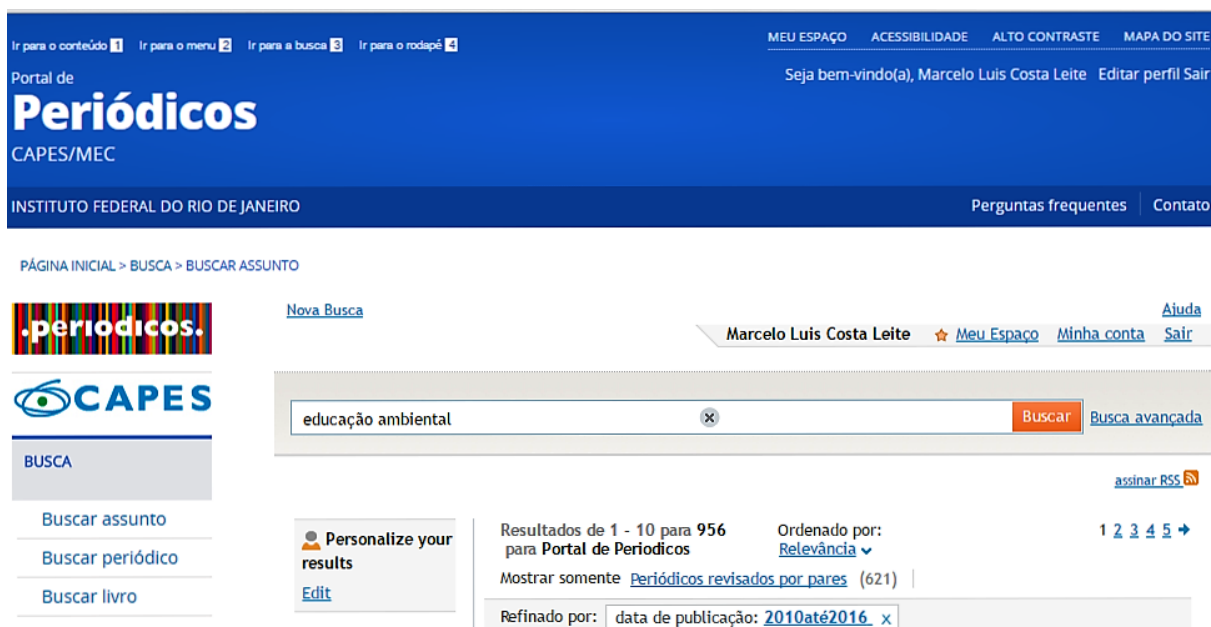 Ir para o conteúdo 1 Ir para o menu 2 Ir para a busca 3 Ir para o rodapé 4
MEU ESPAÇO ACESSIBILIDADE ALTO CONTRASTE MAPA DO SITE
Portal de
Seja bem-vindo(a), Marcelo Luis Costa Leite Editar perfil Sair
Periódicos
CAPES/MEC
INSTITUTO FEDERAL DO RIO DE JANEIRO
Perguntas frequentes Contato
PÁGINA INICIAL > BUSCA > BUSCAR ASSUNTO
.periodicos.
CAPES
BUSCA
Buscar assunto
Buscar periódico
Buscar livro
Nova Busca
Ajuda
Marcelo Luis Costa Leite Meu Espaço Minha conta Sair
educação ambiental
Buscar Busca avançada
assinar RSS
Personalize your
results
Edit
Resultados de 1 - 10 para 956
para Portal de Periodicos
Ordenado por:
Relevância
1 2 3 4 5
Mostrar somente Periódicos revisados por pares (621)
Refinado por: data de publicação: 2010até2016 x